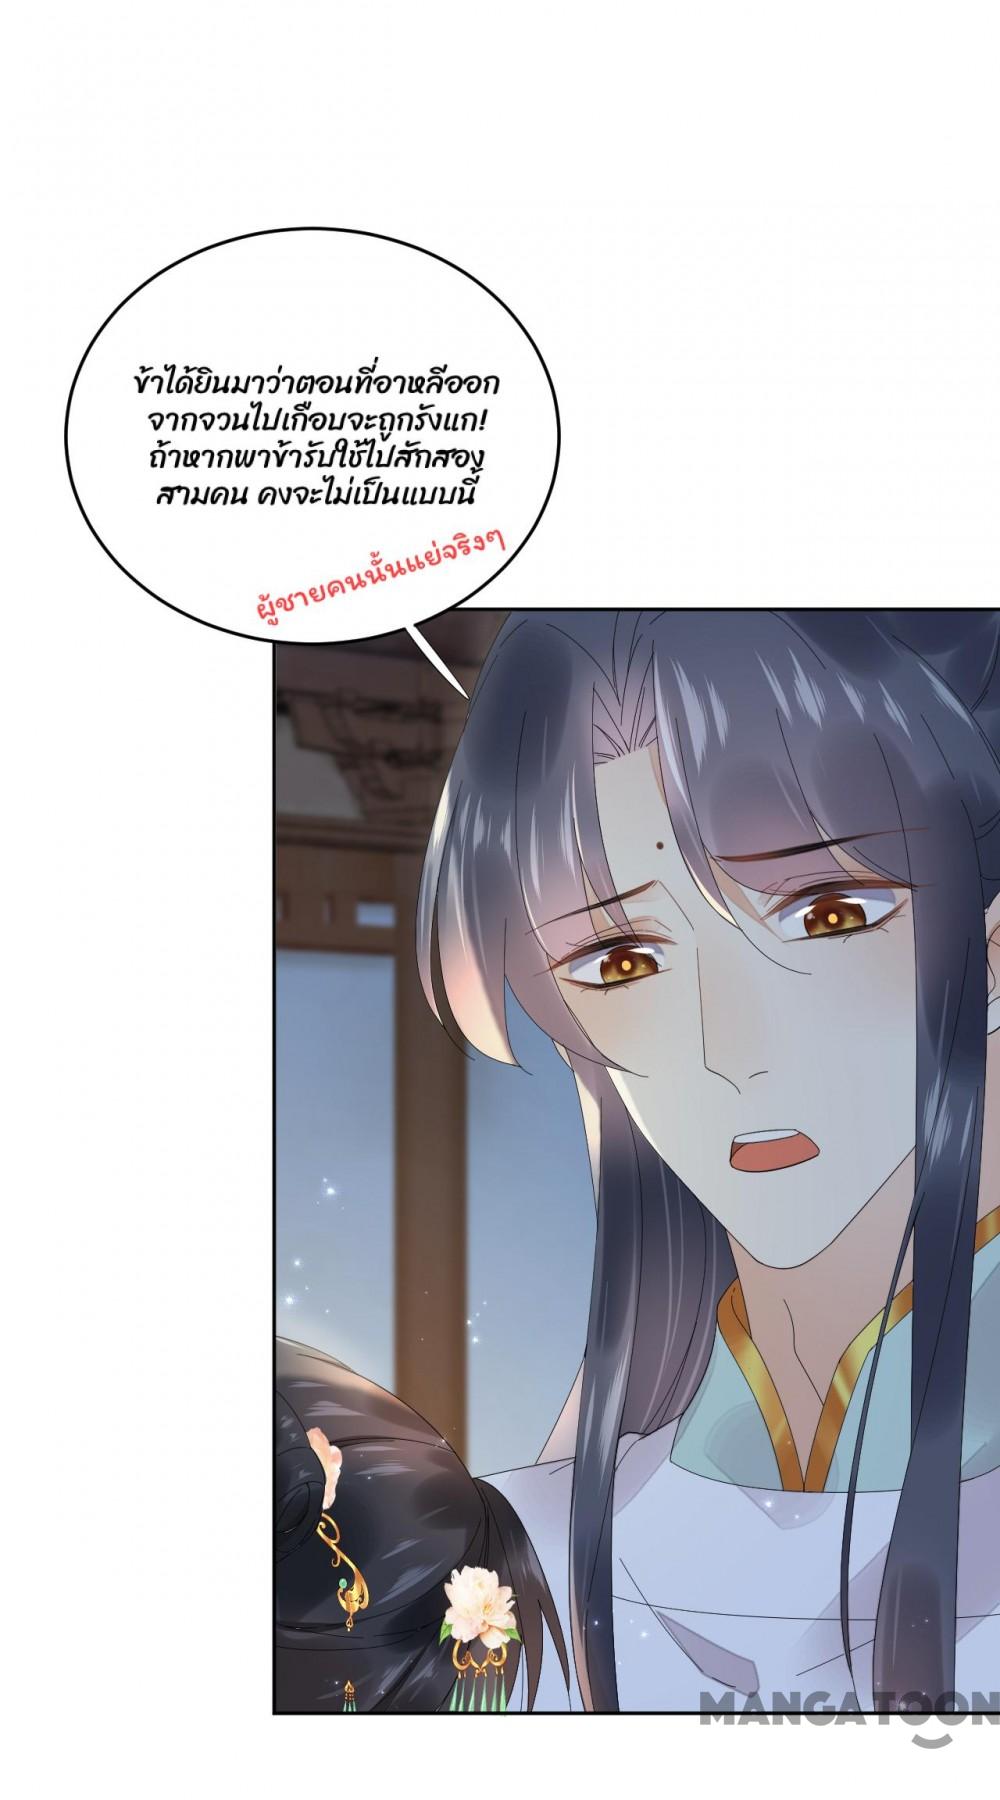 ข้าได้ยินมาว่าตอนที่อาหลีออก
จากจวนไปเกือบจะถูกรังแก!
ถ้าหากพาข้ารับใช้ไปสักสอง
สามคน คงจะไม่เป็นแบบนี้
ผู้ชายคนนั้นแย่จริงๆ
MANGATOON